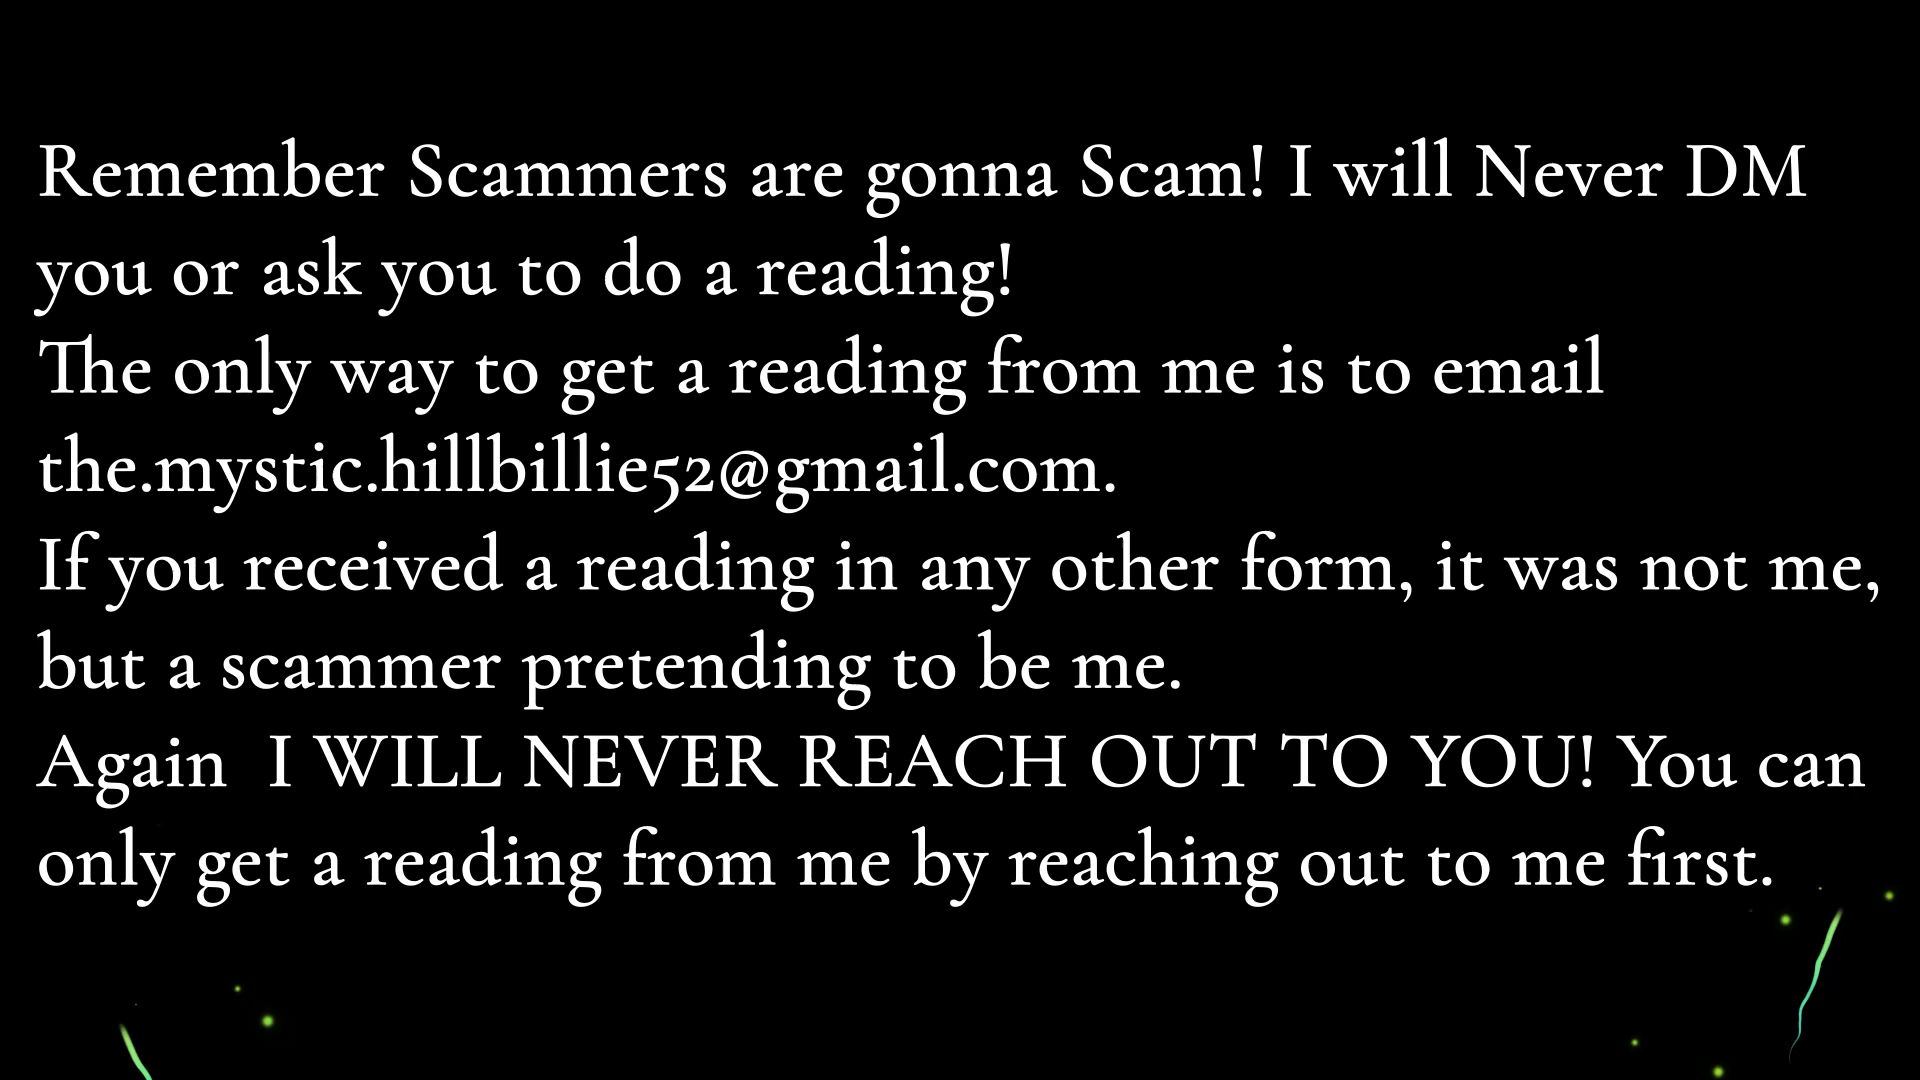 Remember Scammers are gonna Scam! I will Never DM
you or ask you to do a reading!
The only way to get a reading from me is to email
the.mystic.hillbillie52@gmail.com.
If you received a reading in any other form, it was not me,
but a scammer pretending to be me.
Again  I WILL NEVER REACH OUT TO YOU! You can
only get a reading from me by reaching out to me first.